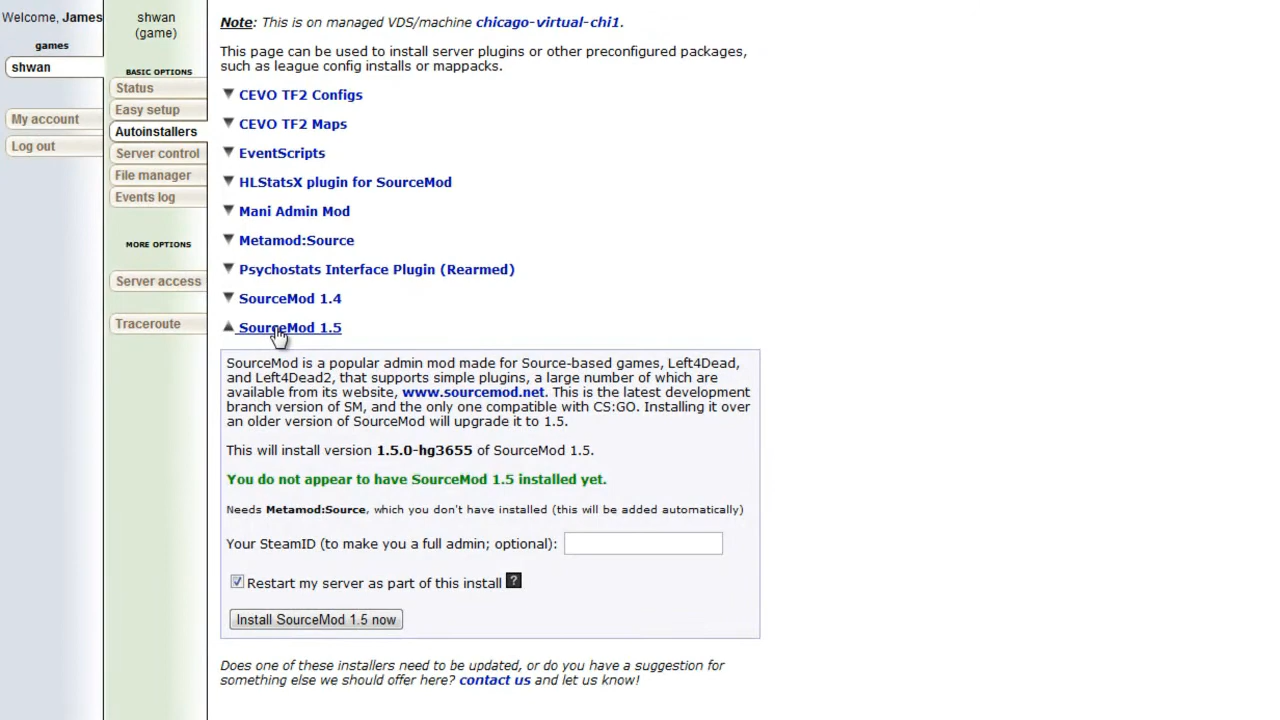 Welcome, James
games
shwan
My account
Log out
shwan
(game)
BASIC OPTIONS
Status
Easy setup
Autoinstallers
Server control
File manager
Events log
MORE OPTIONS
Server access
Traceroute
Note: This is on managed VDS/machine chicago-virtual-chi1.
This page can be used to install server plugins or other preconfigured packages,
such as league config installs or mappacks.
CEVO TF2 Configs
CEVO TF2 Maps
EventScripts
HLStatsX plugin for SourceMod
Mani Admin Mod
Metamod:Source
Psychostats Interface Plugin (Rearmed)
SourceMod 1.4
SourceMod 1.5
SourceMod is a popular admin mod made for Source-based games, Left4Dead,
and Left4Dead2, that supports simple plugins, a large number of which are
available from its website, www.sourcemod.net. This is the latest development
branch version of SM, and the only one compatible with CS:GO. Installing it over
an older version of SourceMod will upgrade it to 1.5.
This will install version 1.5.0-hg3655 of SourceMod 1.5.
You do not appear to have SourceMod 1.5 installed yet.
Needs Metamod:Source, which you don't have installed (this will be added automatically)
Your SteamID (to make you a full admin; optional):
Restart my server as part of this install ?
Install SourceMod 1.5 now
Does one of these installers need to be updated, or do you have a suggestion for
something else we should offer here? contact us and let us know!